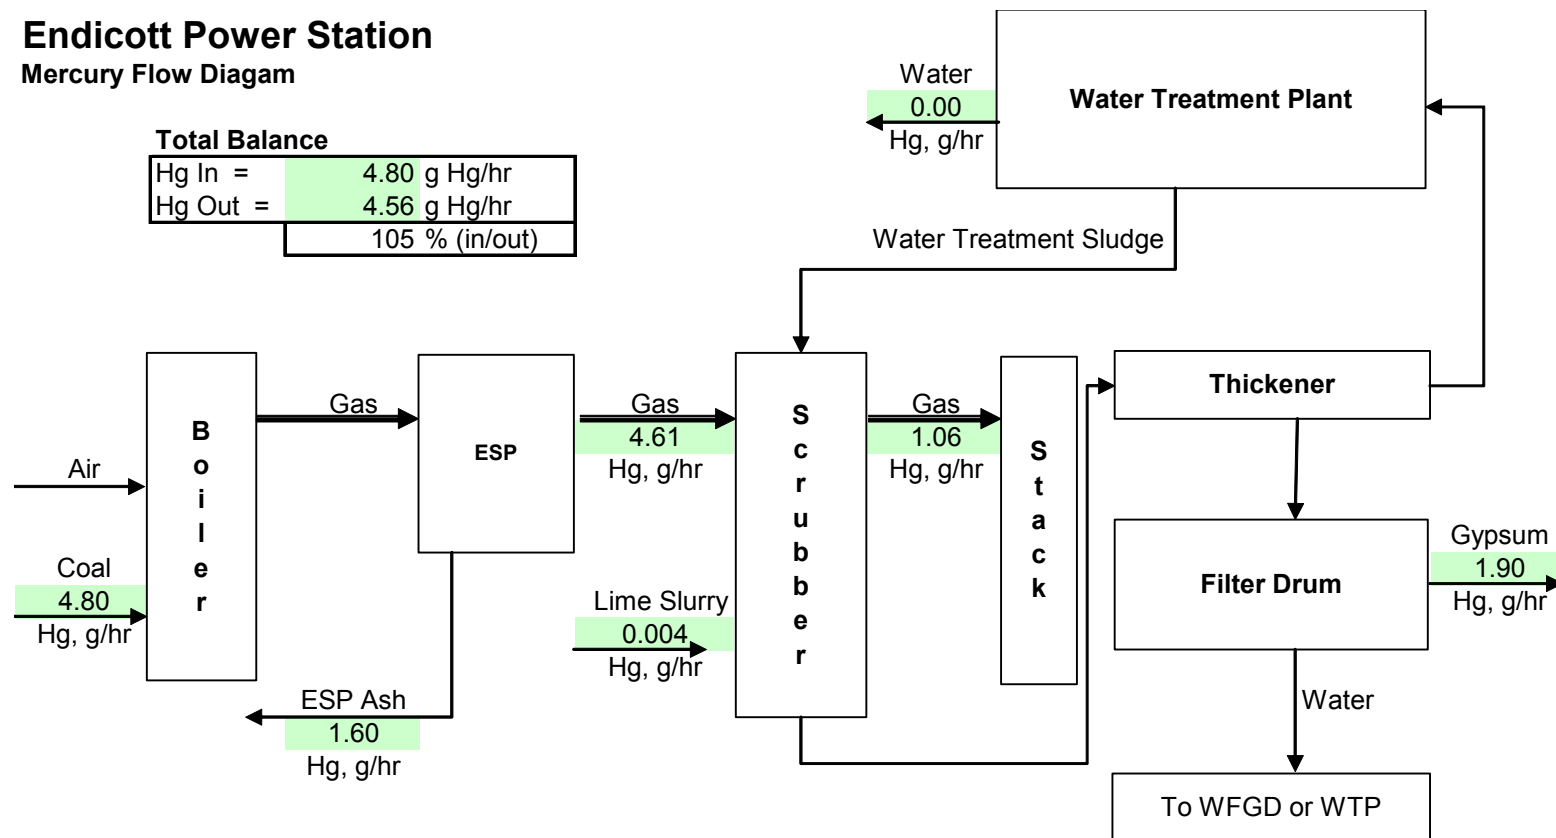 Endicott Power Station
Mercury Flow Diagam
Total Balance
Hg In = 4.80 g Hg/hr
Hg Out = 4.56 g Hg/hr
105 % (in/out)
Water
0.00
Hg, g/hr
Water Treatment Plant
Water Treatment Sludge
Air
Coal
4.80
Hg, g/hr
Boiler
Gas
ESP
ESP Ash
1.60
Hg, g/hr
Gas
4.61
Hg, g/hr
Lime Slurry
0.004
Hg, g/hr
Scrubber
Gas
1.06
Hg, g/hr
Stack
Thickener
Filter Drum
Gypsum
1.90
Hg, g/hr
Water
To WFGD or WTP